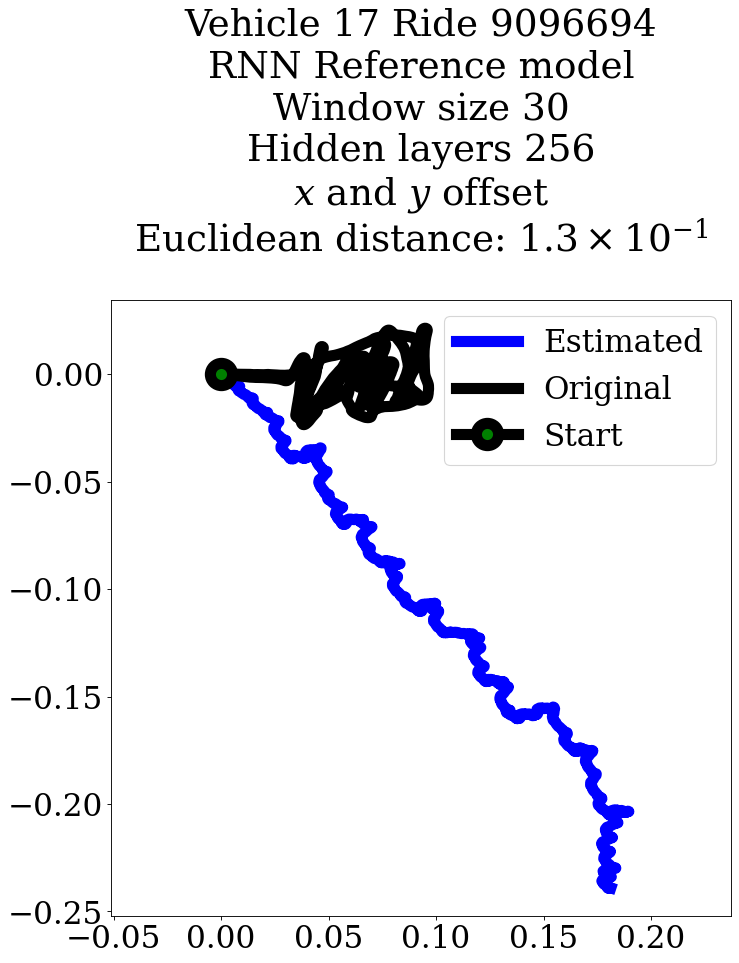 Vehicle 17 Ride 9096694
RNN Reference model
Window size 30
Hidden layers 256
x and y offset
Euclidean distance: 1.3 × 10⁻¹
Estimated
Original
Start
0.00
−0.05
−0.10
−0.15
−0.20
−0.25
−0.05 0.00 0.05 0.10 0.15 0.20